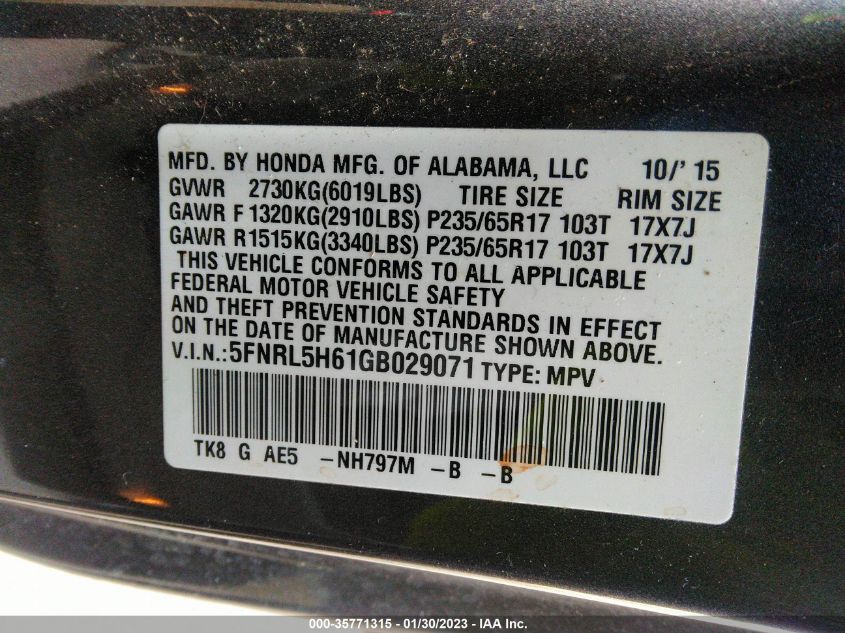 MFD. BY HONDA MFG. OF ALABAMA, LLC 10/' 15
GVWR 2730KG(6019LBS) TIRE SIZE RIM SIZE
GAWR F 1320KG(2910LBS) P235/65R17 103T 17X7J
GAWR R 1515KG(3340LBS) P235/65R17 103T 17X7J
THIS VEHICLE CONFORMS TO ALL APPLICABLE
FEDERAL MOTOR VEHICLE SAFETY
AND THEFT PREVENTION STANDARDS IN EFFECT
ON THE DATE OF MANUFACTURE SHOWN ABOVE.
V.I.N.: 5FNRL5H61GB029071 TYPE: MPV
TK8 G AE5 -NH797M -B -B
000-35771315 - 01/30/2023 - IAA Inc.